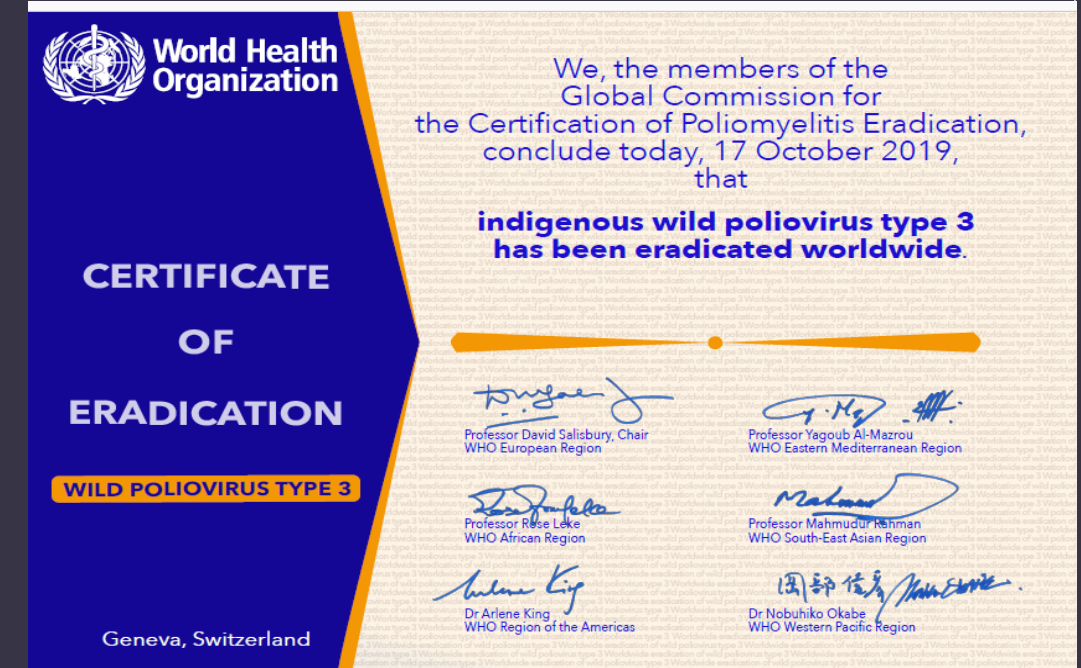 World Health
Organization
CERTIFICATE
OF
ERADICATION
WILD POLIOVIRUS TYPE 3
Geneva, Switzerland
We, the members of the
Global Commission for
the Certification of Poliomyelitis Eradication,
conclude today, 17 October 2019,
that
indigenous wild poliovirus type 3
has been eradicated worldwide.
Professor David Salisbury, Chair
WHO European Region
Professor Yagoub Al-Mazrou
WHO Eastern Mediterranean Region
Professor Rose Leke
WHO African Region
Mahmud
Professor Mahmudur Rahman
WHO South-East Asian Region
Arlene King
Dr Arlene King
WHO Region of the Americas
岡部信彦
Dr Nobuhiko Okabe
WHO Western Pacific Region